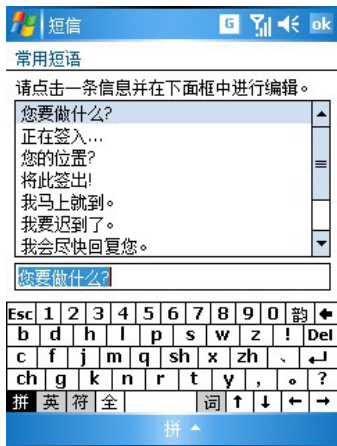 短信 G ok
常用短语
请点击一条信息并在下面框中进行编辑。
您要做什么?
正在签入...
您的位置?
将此签出!
我马上就到。
我要迟到了。
我会尽快回复您。
您要做什么?
Esc 1 2 3 4 5 6 7 8 9 0 韵 ←
b d h l p s w z ! Del
c f j m q sh x zh 、 ↵
ch g k n r t y , 。 ?
拼 英 符 全 词 ↑ ↓ ← →
拼